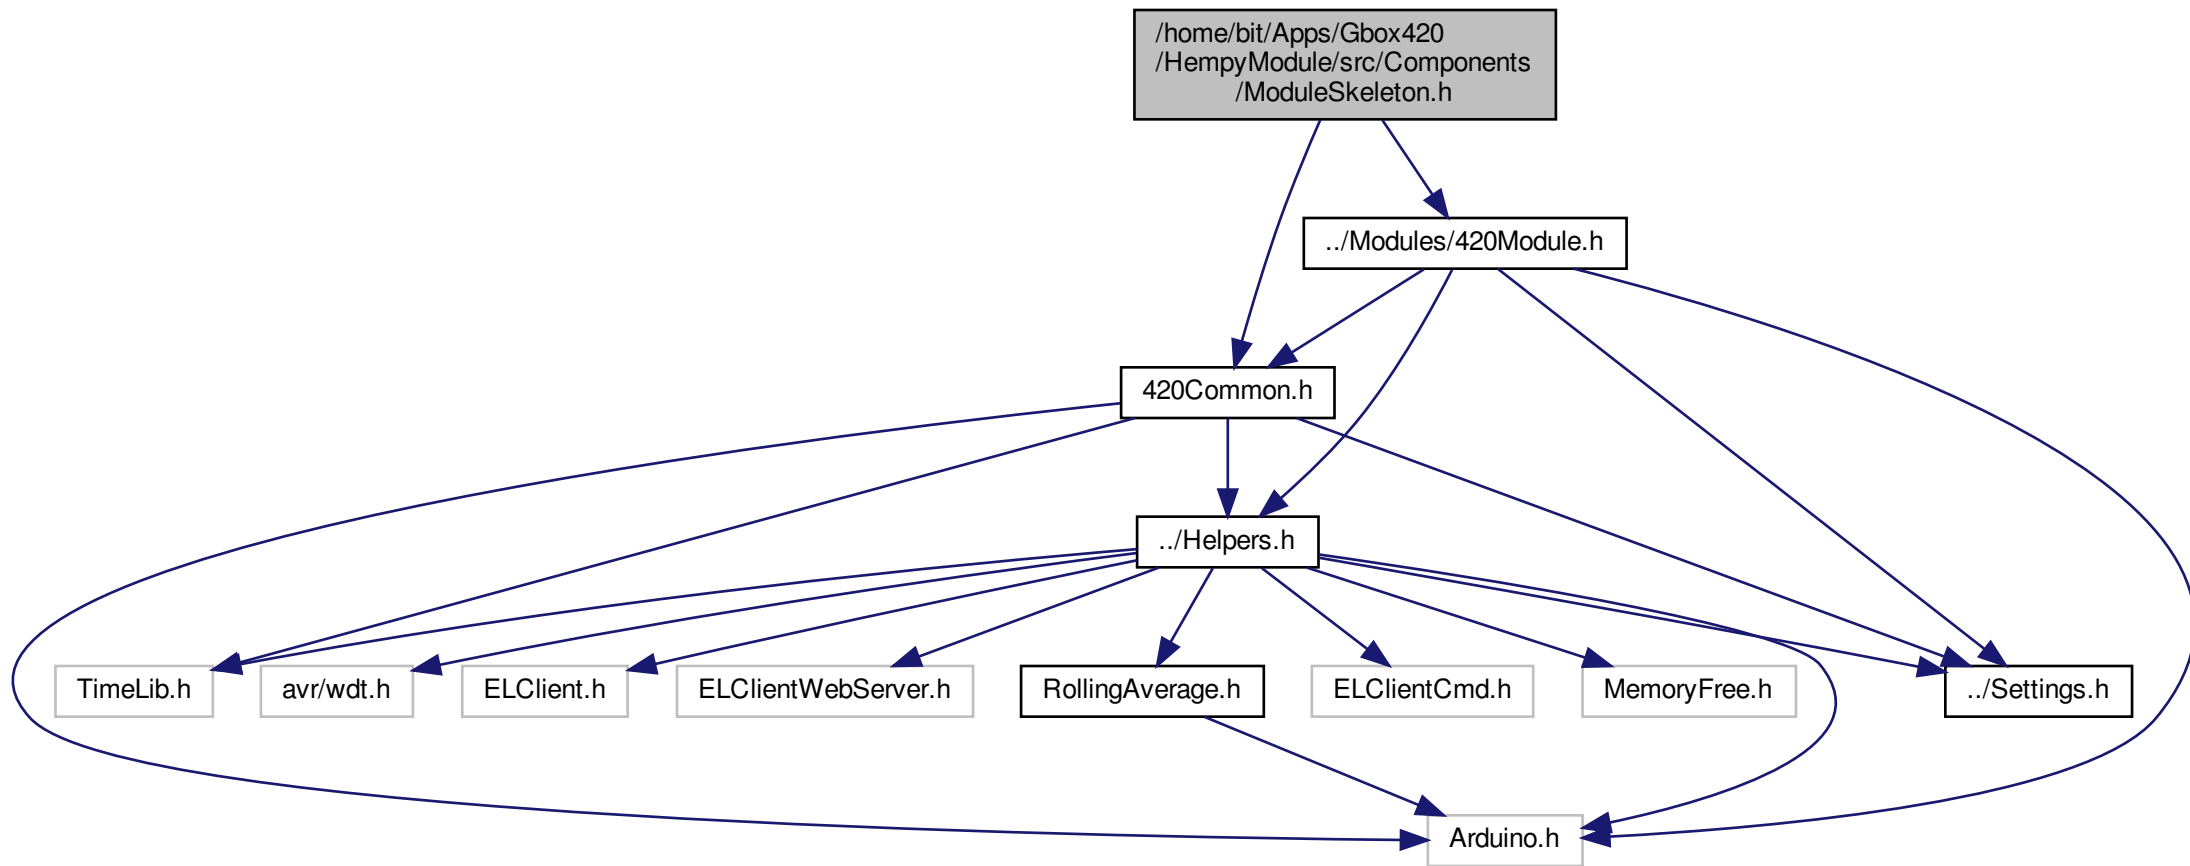 /home/bit/Apps/Gbox420
/HempyModule/src/Components
/ModuleSkeleton.h
../Modules/420Module.h
420Common.h
../Helpers.h
TimeLib.h
avr/wdt.h
ELClient.h
ELClientWebServer.h
RollingAverage.h
ELClientCmd.h
MemoryFree.h
../Settings.h
Arduino.h